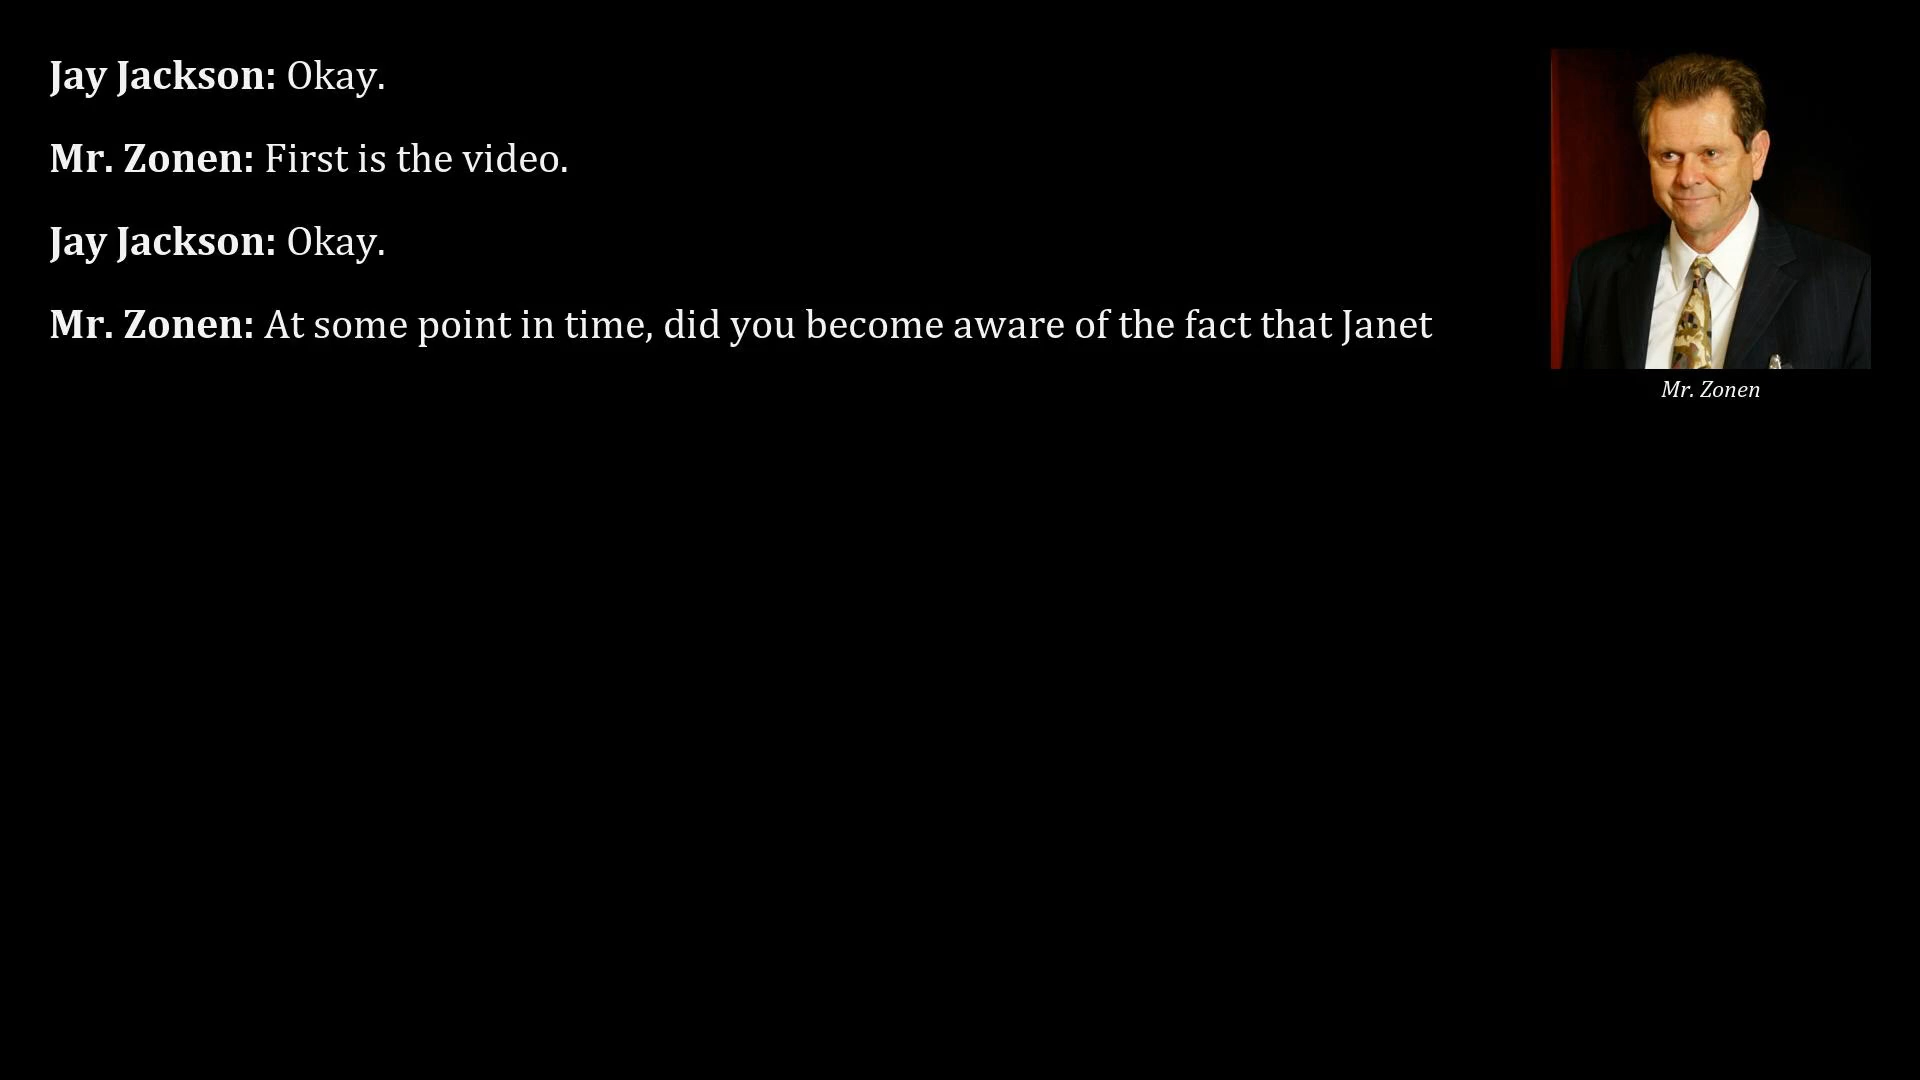 Jay Jackson: Okay.
Mr. Zonen: First is the video.
Jay Jackson: Okay.
Mr. Zonen: At some point in time, did you become aware of the fact that Janet
Mr. Zonen